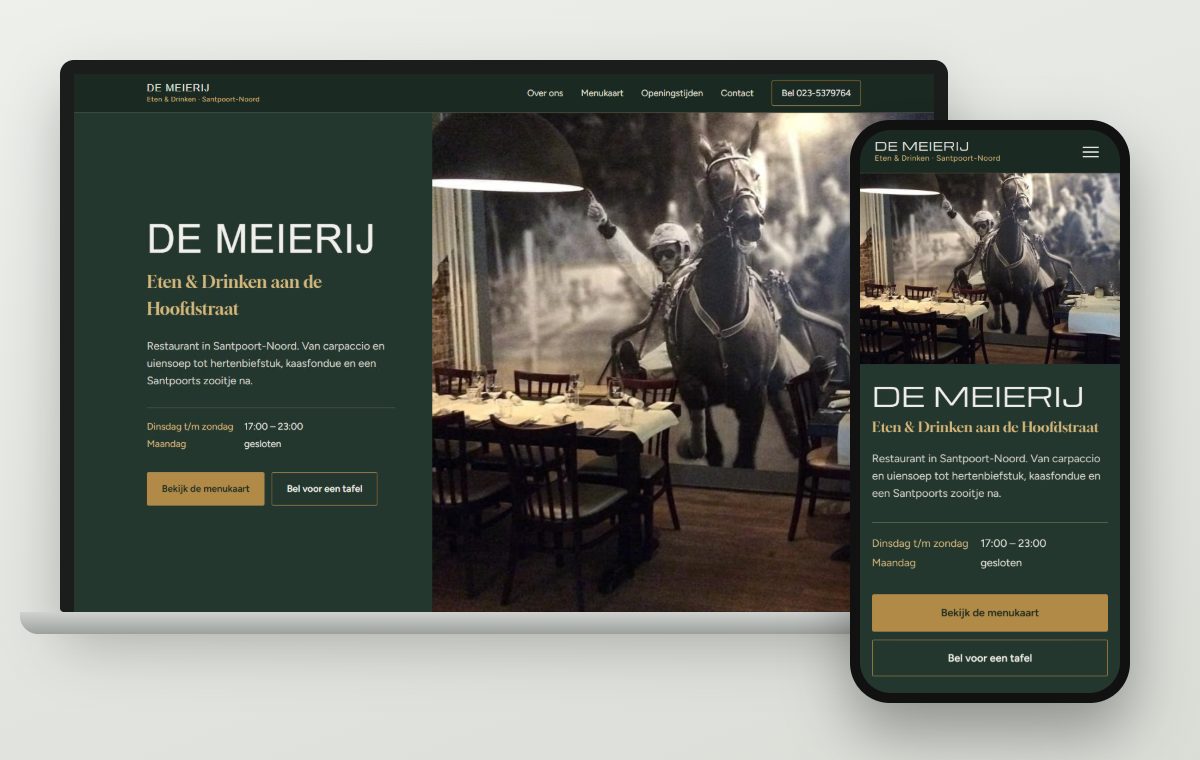 DE MEIERIJ
Eten & Drinken · Santpoort-Noord
Over ons
Menukaart
Openingstijden
Contact
Bel 023-5379764
DE MEIERIJ
Eten & Drinken aan de
Hoofdstraat
Restaurant in Santpoort-Noord. Van carpaccio en
uiensoep tot hertenbiefstuk, kaasfondue en een
Santpoorts zooitje na.
Dinsdag t/m zondag 17:00 – 23:00
Maandag gesloten
Bekijk de menukaart
Bel voor een tafel
DE MEIERIJ
Eten & Drinken · Santpoort-Noord
DE MEIERIJ
Eten & Drinken aan de Hoofdstraat
Restaurant in Santpoort-Noord. Van carpaccio
en uiensoep tot hertenbiefstuk, kaasfondue en
een Santpoorts zooitje na.
Dinsdag t/m zondag 17:00 – 23:00
Maandag gesloten
Bekijk de menukaart
Bel voor een tafel